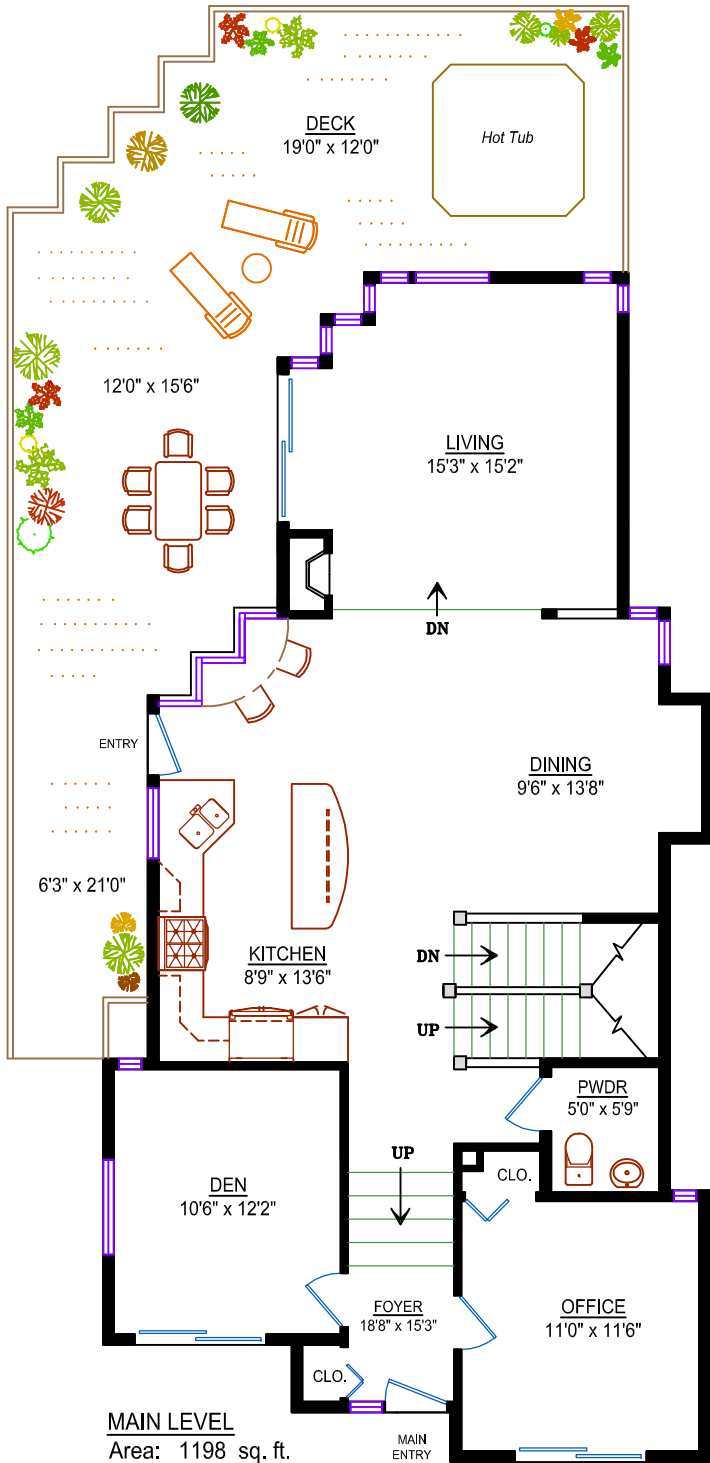 DECK
19'0" x 12'0"
Hot Tub
12'0" x 15'6"
LIVING
15'3" x 15'2"
DN
ENTRY
DINING
9'6" x 13'8"
6'3" x 21'0"
KITCHEN
8'9" x 13'6"
DN
UP
PWDR
5'0" x 5'9"
UP
CLO.
DEN
10'6" x 12'2"
FOYER
18'8" x 15'3"
OFFICE
11'0" x 11'6"
CLO.
MAIN LEVEL
Area: 1198 sq. ft.
MAIN
ENTRY